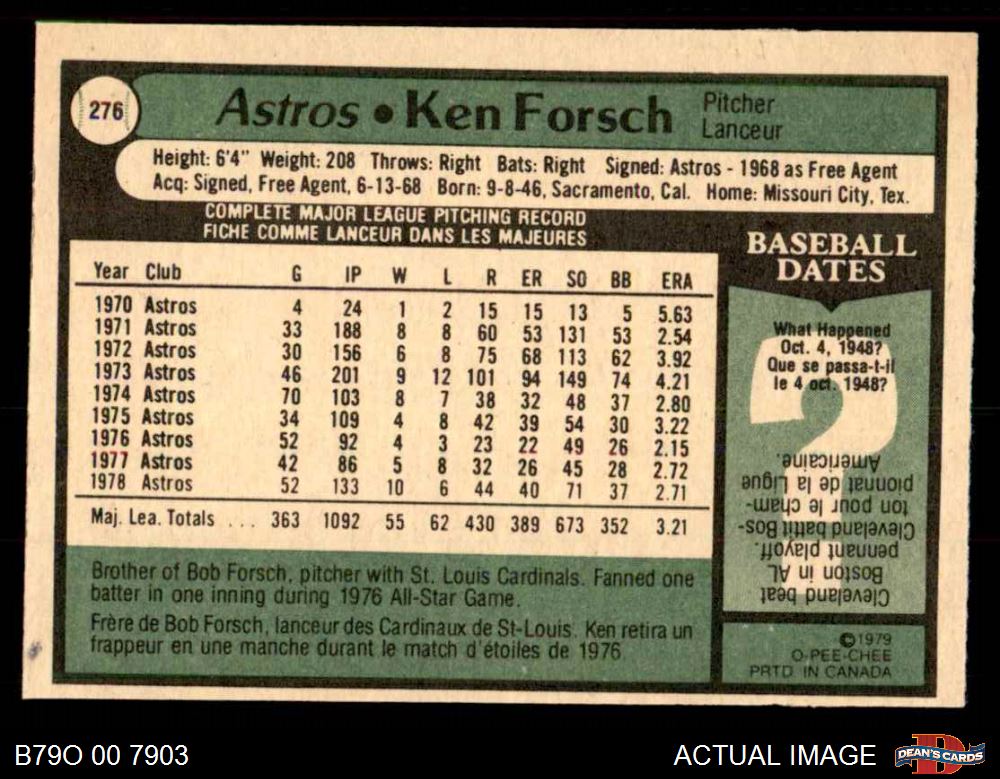 276
Astros • Ken Forsch
Pitcher
Lanceur
Height: 6'4" Weight: 208 Throws: Right Bats: Right Signed: Astros - 1968 as Free Agent
Acq: Signed, Free Agent, 6-13-68 Born: 9-8-46, Sacramento, Cal. Home: Missouri City, Tex.
COMPLETE MAJOR LEAGUE PITCHING RECORD
FICHE COMME LANCEUR DANS LES MAJEURES
Year Club G IP W L R ER SO BB ERA
1970 Astros 4 24 1 2 15 15 13 5 5.63
1971 Astros 33 188 8 8 60 53 131 53 2.54
1972 Astros 30 156 6 8 75 68 113 62 3.92
1973 Astros 46 201 9 12 101 94 149 74 4.21
1974 Astros 70 103 8 7 38 32 48 37 2.80
1975 Astros 34 109 4 8 42 39 54 30 3.22
1976 Astros 52 92 4 3 23 22 49 26 2.15
1977 Astros 42 86 5 8 32 26 45 28 2.72
1978 Astros 52 133 10 6 44 40 71 37 2.71
Maj. Lea. Totals ... 363 1092 55 62 430 389 673 352 3.21
Brother of Bob Forsch, pitcher with St. Louis Cardinals. Fanned one
batter in one inning during 1976 All-Star Game.
Frère de Bob Forsch, lanceur des Cardinaux de St-Louis. Ken retira un
frappeur en une manche durant le match d'étoiles de 1976
BASEBALL
DATES
What Happened
Oct. 4, 1948?
Que se passa-t-il
le 4 oct. 1948?
Cleveland beat
Boston in AL
pennant playoff.
Cleveland battit Bos-
ton pour le cham-
pionnat de la Ligue
Américaine.
©1979
O-PEE-CHEE
PRTD. IN CANADA
B79O 00 7903
ACTUAL IMAGE
DEAN'S CARDS